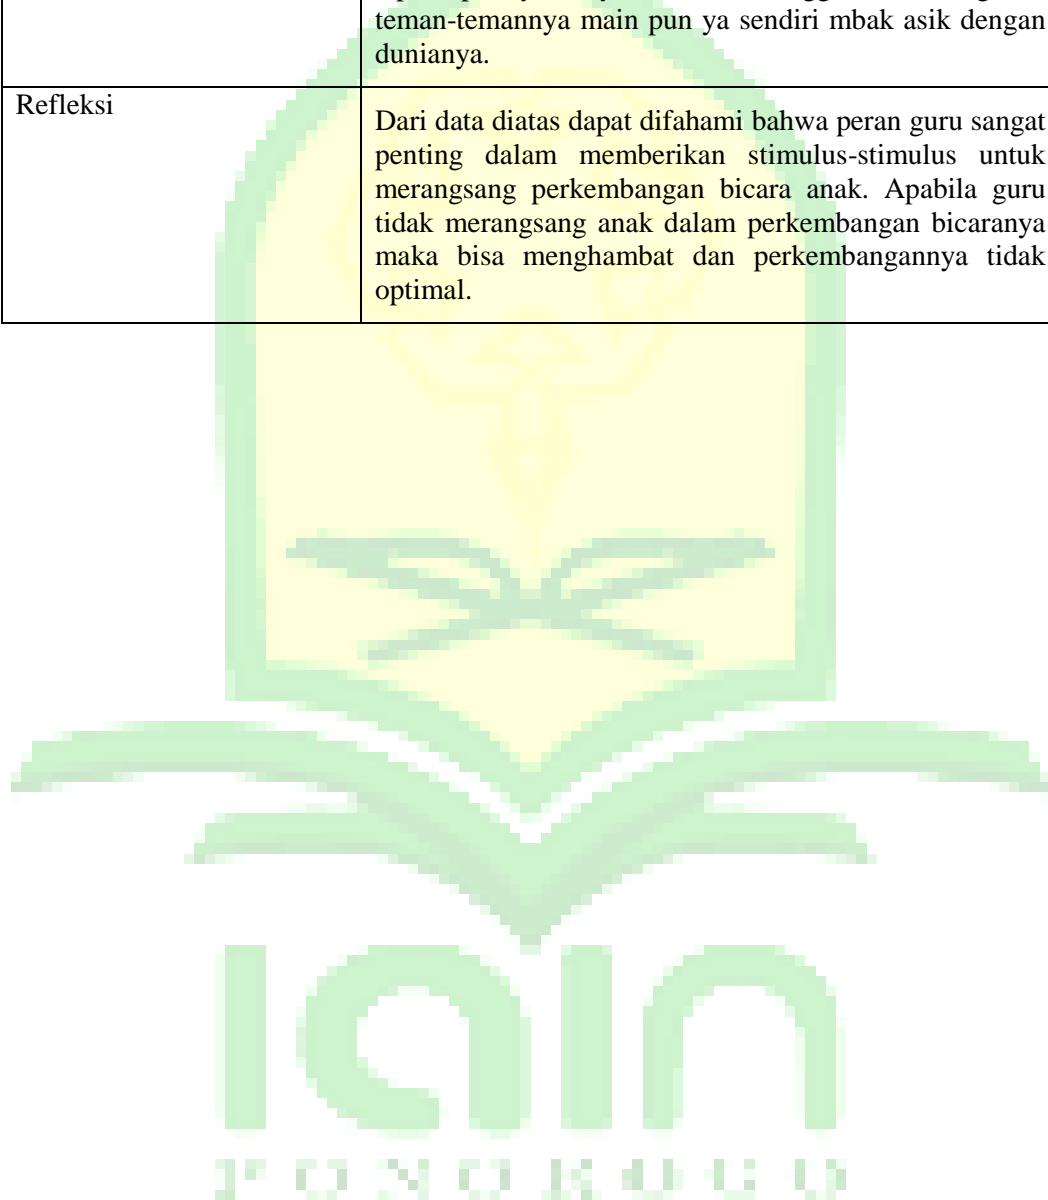 teman-temannya main pun ya sendiri mbak asik dengan
dunianya.
Refleksi
Dari data diatas dapat difahami bahwa peran guru sangat
penting dalam memberikan stimulus-stimulus untuk
merangsang perkembangan bicara anak. Apabila guru
tidak merangsang anak dalam perkembangan bicaranya
maka bisa menghambat dan perkembangannya tidak
optimal.
iain
PONOROGO